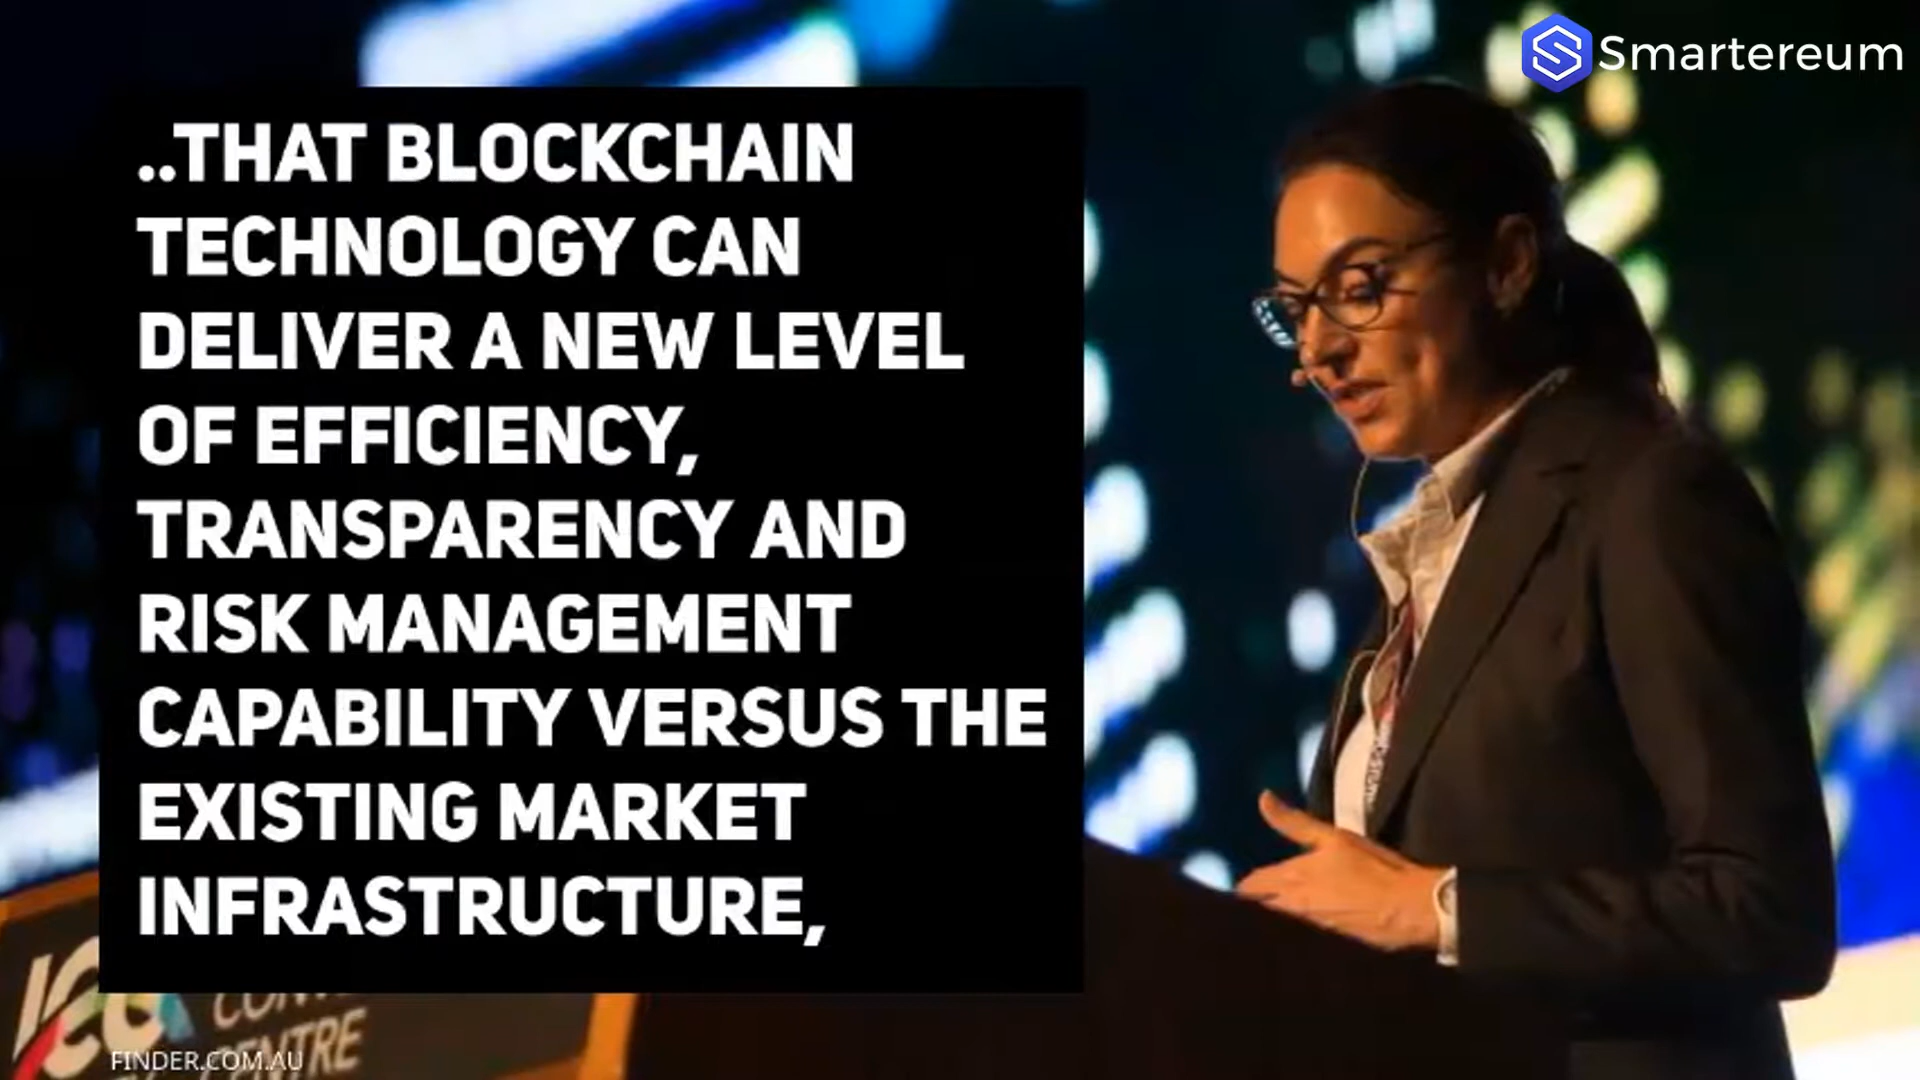 Smartereum
..THAT BLOCKCHAIN
TECHNOLOGY CAN
DELIVER A NEW LEVEL
OF EFFICIENCY,
TRANSPARENCY AND
RISK MANAGEMENT
CAPABILITY VERSUS THE
EXISTING MARKET
INFRASTRUCTURE,
CENTRE
FINDER.COM.AU